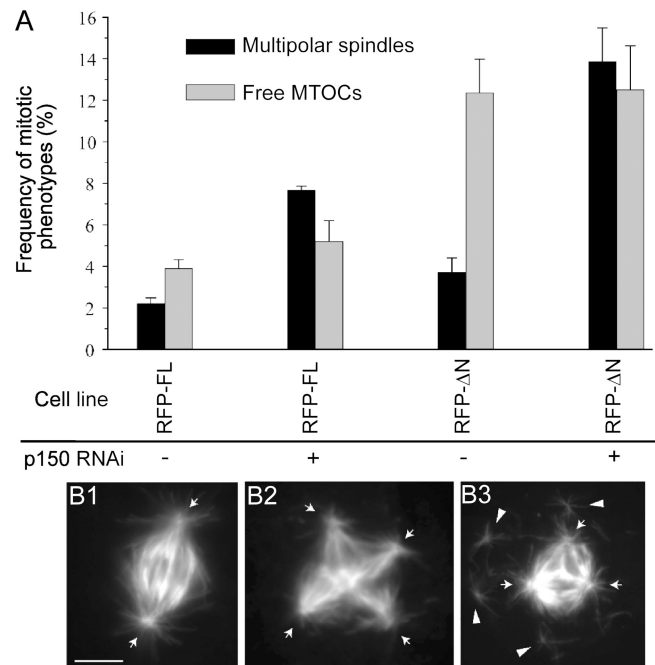 A
Frequency of mitotic
phenotypes (%)
16
14
12
10
8
6
4
2
0
Multipolar spindles
Free MTOCs
Cell line
RFP-FL
RFP-FL
RFP-ΔN
RFP-ΔN
p150 RNAi
- + - +
B1
B2
B3